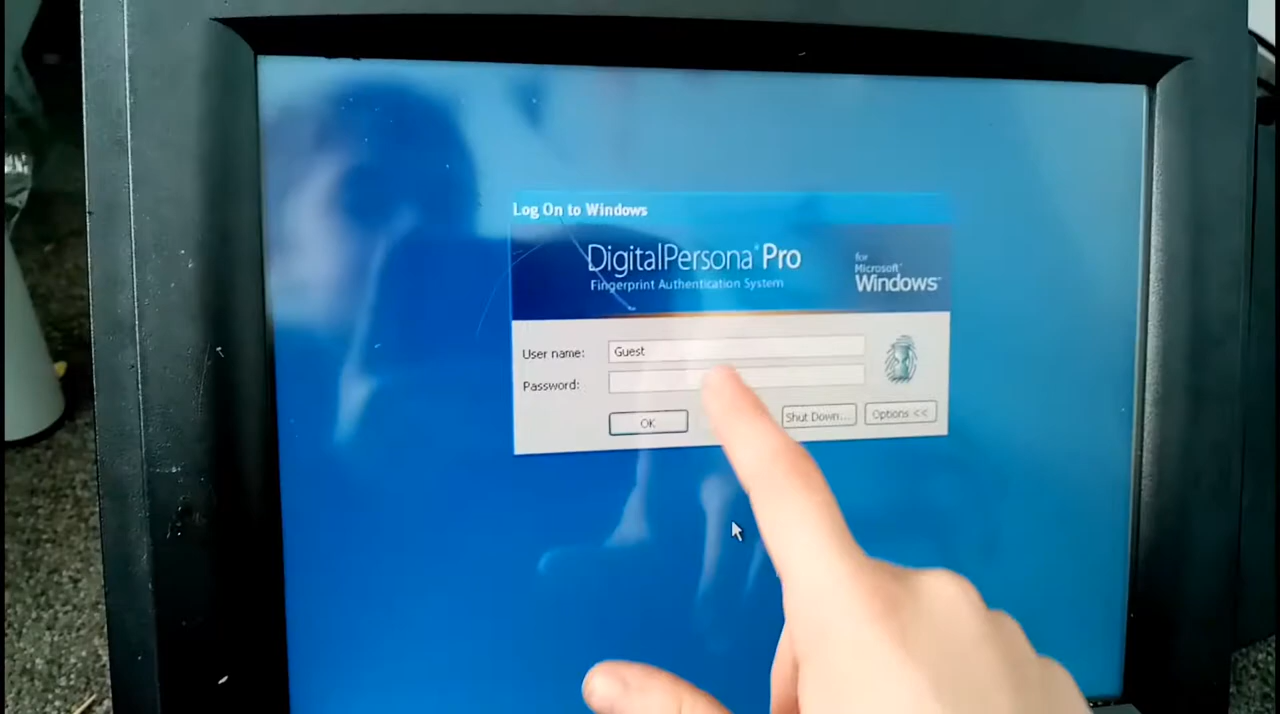 Log On to Windows
DigitalPersona® Pro
Fingerprint Authentication System
for
Microsoft®
Windows™
User name: Guest
Password:
OK
Shut Down...
Options <<